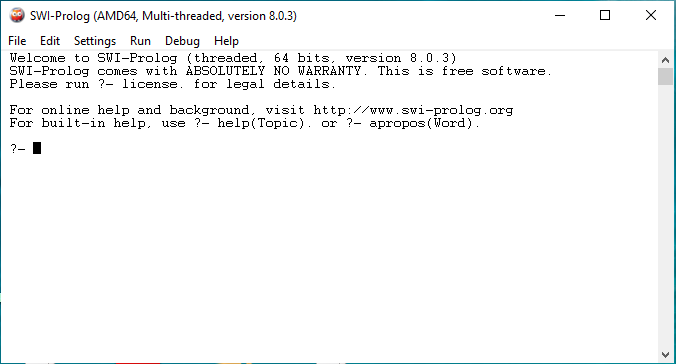 SWI-Prolog (AMD64, Multi-threaded, version 8.0.3)
File Edit Settings Run Debug Help
Welcome to SWI-Prolog (threaded, 64 bits, version 8.0.3)
SWI-Prolog comes with ABSOLUTELY NO WARRANTY. This is free software.
Please run ?- license. for legal details.
For online help and background, visit http://www.swi-prolog.org
For built-in help, use ?- help(Topic). or ?- apropos(Word).
?-